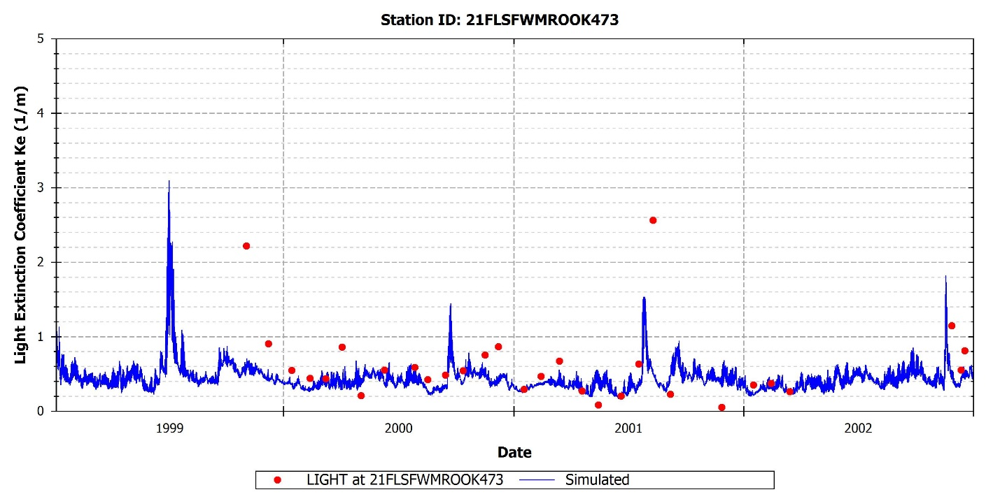 Station ID: 21FLSFWMROOK473
5
4
3
2
1
0
Light Extinction Coefficient Ke (1/m)
1999 2000 2001 2002
Date
LIGHT at 21FLSFWMROOK473 Simulated